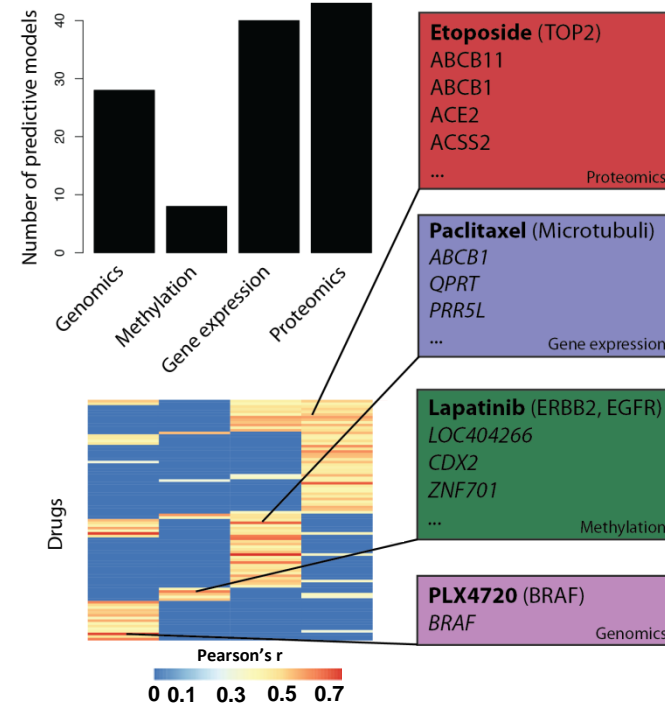 Number of predictive models
40
30
20
10
0
Genomics
Methylation
Gene expression
Proteomics
Etoposide (TOP2)
ABCB11
ABCB1
ACE2
ACSS2
...
Proteomics
Paclitaxel (Microtubuli)
ABCB1
QPRT
PRR5L
...
Gene expression
Lapatinib (ERBB2, EGFR)
LOC404266
CDX2
ZNF701
...
Methylation
PLX4720 (BRAF)
BRAF
Genomics
Drugs
Pearson's r
0 0.1 0.3 0.5 0.7